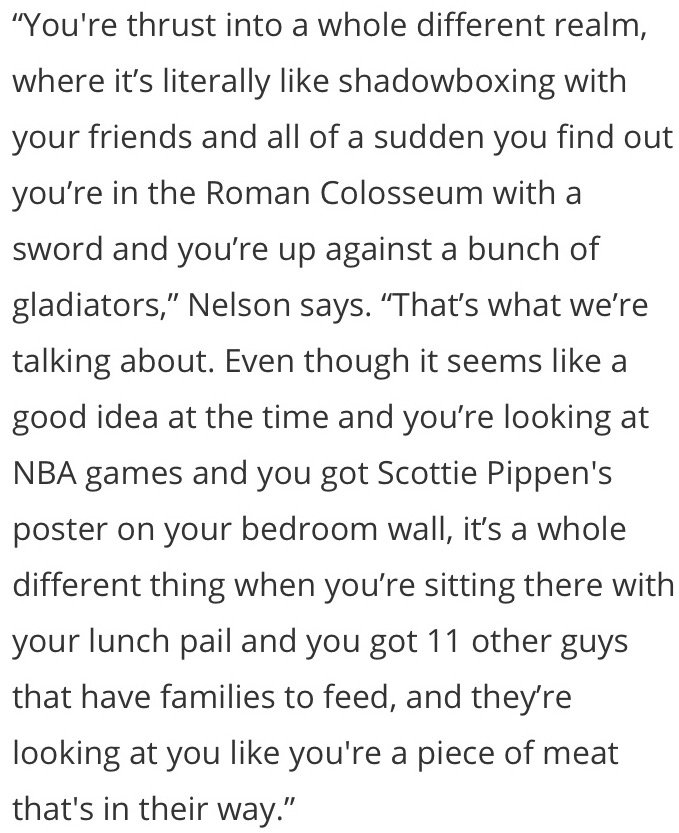 “You're thrust into a whole different realm,
where it’s literally like shadowboxing with
your friends and all of a sudden you find out
you’re in the Roman Colosseum with a
sword and you’re up against a bunch of
gladiators,” Nelson says. “That’s what we’re
talking about. Even though it seems like a
good idea at the time and you’re looking at
NBA games and you got Scottie Pippen's
poster on your bedroom wall, it’s a whole
different thing when you’re sitting there with
your lunch pail and you got 11 other guys
that have families to feed, and they’re
looking at you like you're a piece of meat
that's in their way.”